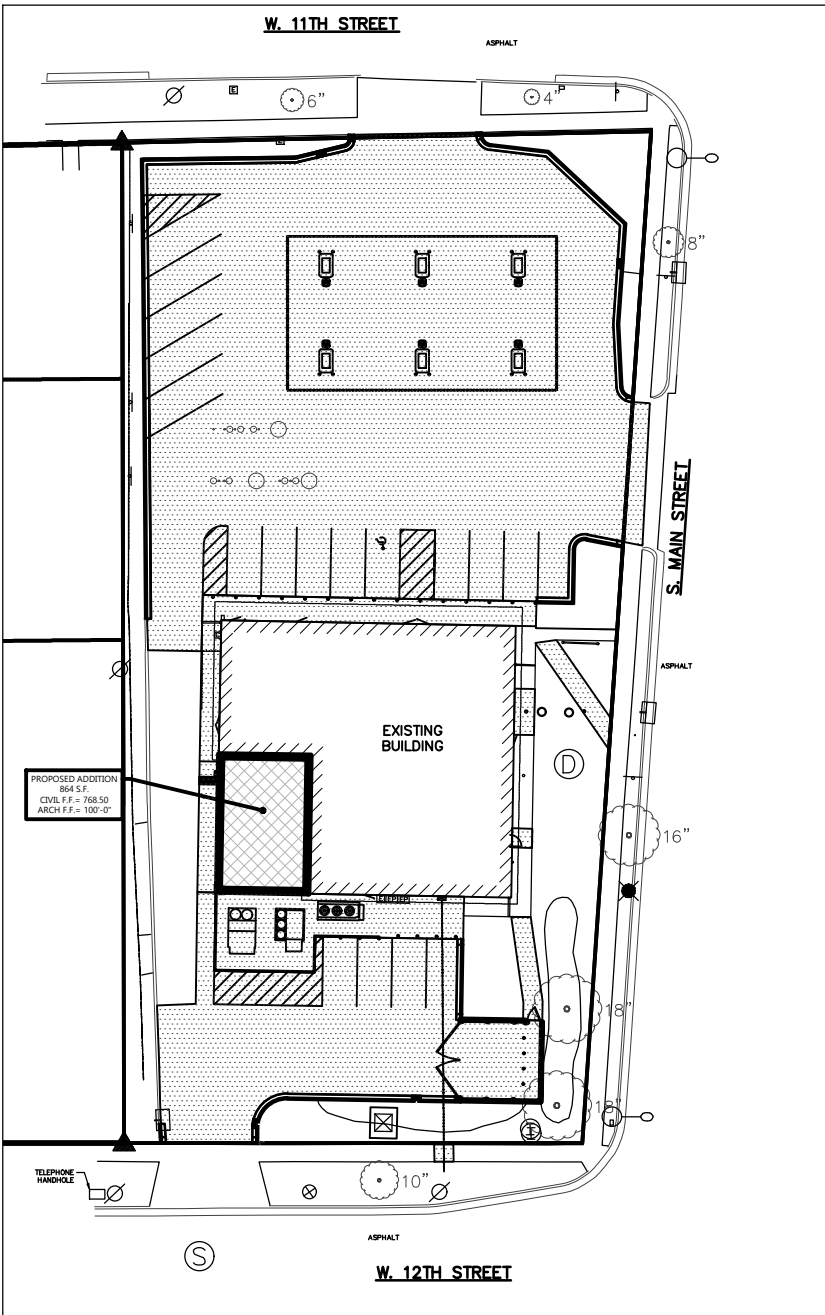 W. 11TH STREET
ASPHALT
E
6"
4"
8"
S. MAIN STREET
ASPHALT
EXISTING
BUILDING
D
PROPOSED ADDITION
864 S.F.
CIVIL F.F.= 768.50
ARCH F.F.= 100'-0"
16"
18"
18"
TELEPHONE
HANDHOLE
10"
S
ASPHALT
W. 12TH STREET